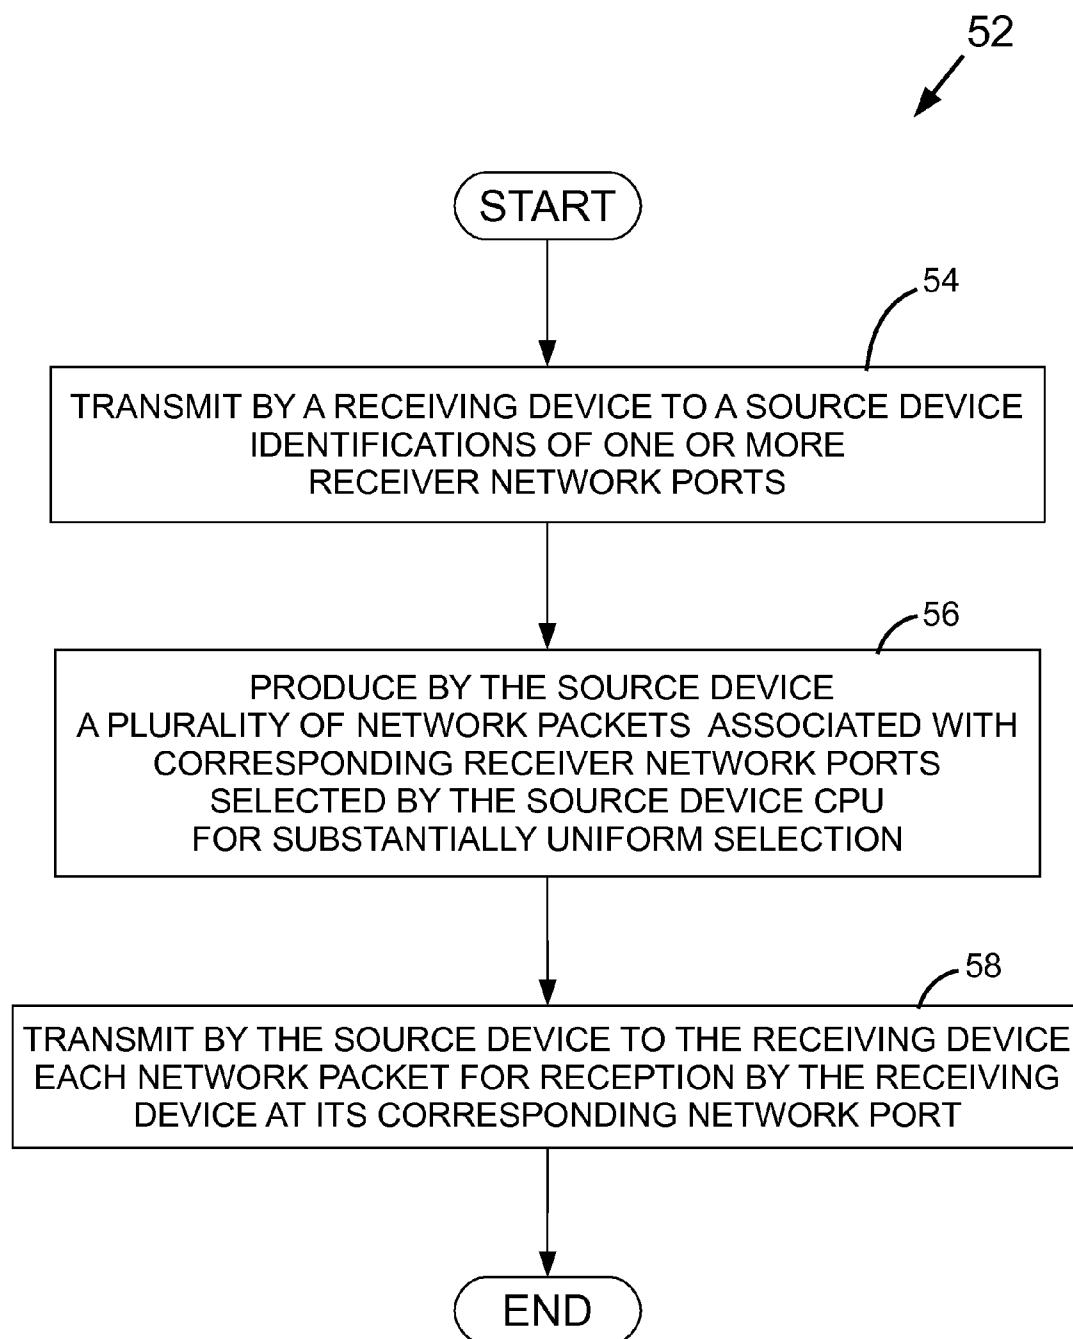 52
START
54
TRANSMIT BY A RECEIVING DEVICE TO A SOURCE DEVICE
IDENTIFICATIONS OF ONE OR MORE
RECEIVER NETWORK PORTS
56
PRODUCE BY THE SOURCE DEVICE
A PLURALITY OF NETWORK PACKETS ASSOCIATED WITH
CORRESPONDING RECEIVER NETWORK PORTS
SELECTED BY THE SOURCE DEVICE CPU
FOR SUBSTANTIALLY UNIFORM SELECTION
58
TRANSMIT BY THE SOURCE DEVICE TO THE RECEIVING DEVICE
EACH NETWORK PACKET FOR RECEPTION BY THE RECEIVING
DEVICE AT ITS CORRESPONDING NETWORK PORT
END